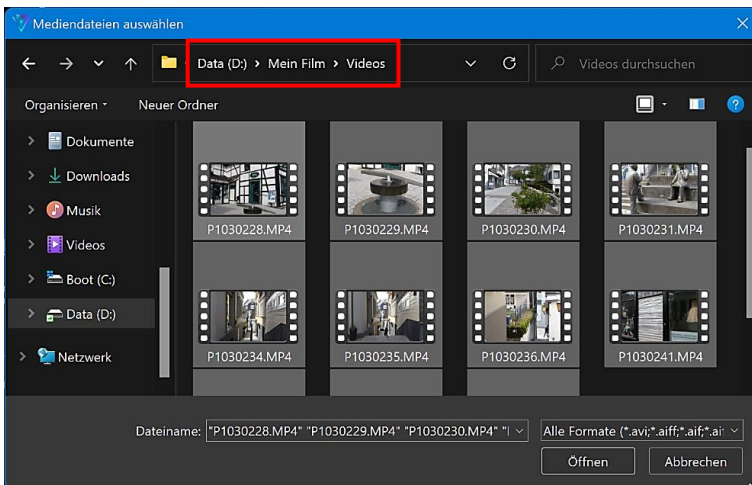 Mediendateien auswählen
Data (D:) › Mein Film › Videos
Videos durchsuchen
Organisieren
Neuer Ordner
Dokumente
Downloads
Musik
Videos
Boot (C:)
Data (D:)
Netzwerk
P1030228.MP4 P1030229.MP4 P1030230.MP4 P1030231.MP4
P1030234.MP4 P1030235.MP4 P1030236.MP4 P1030241.MP4
Dateiname: "P1030228.MP4" "P1030229.MP4" "P1030230.MP4"
Alle Formate (*.avi;*.aiff;*.aif;*.ai
Öffnen
Abbrechen